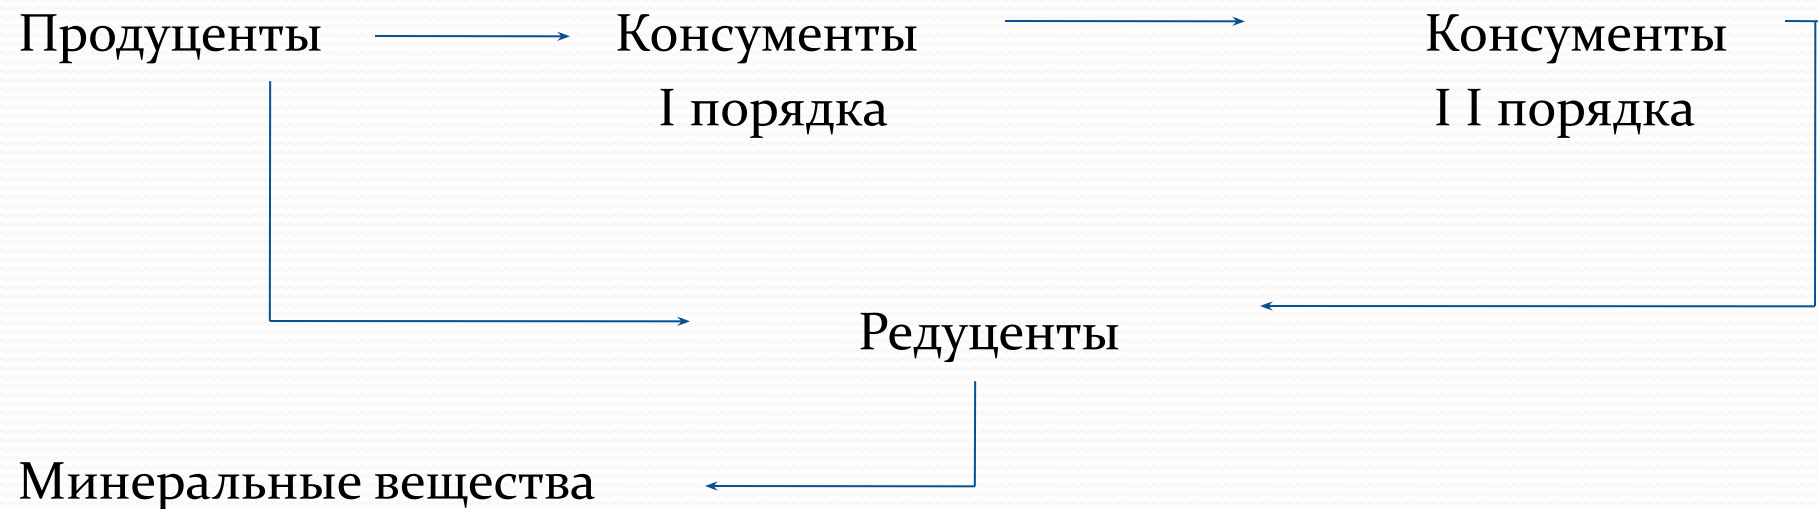 Продуценты Консументы Консументы
I порядка I I порядка
Редуценты
Минеральные вещества